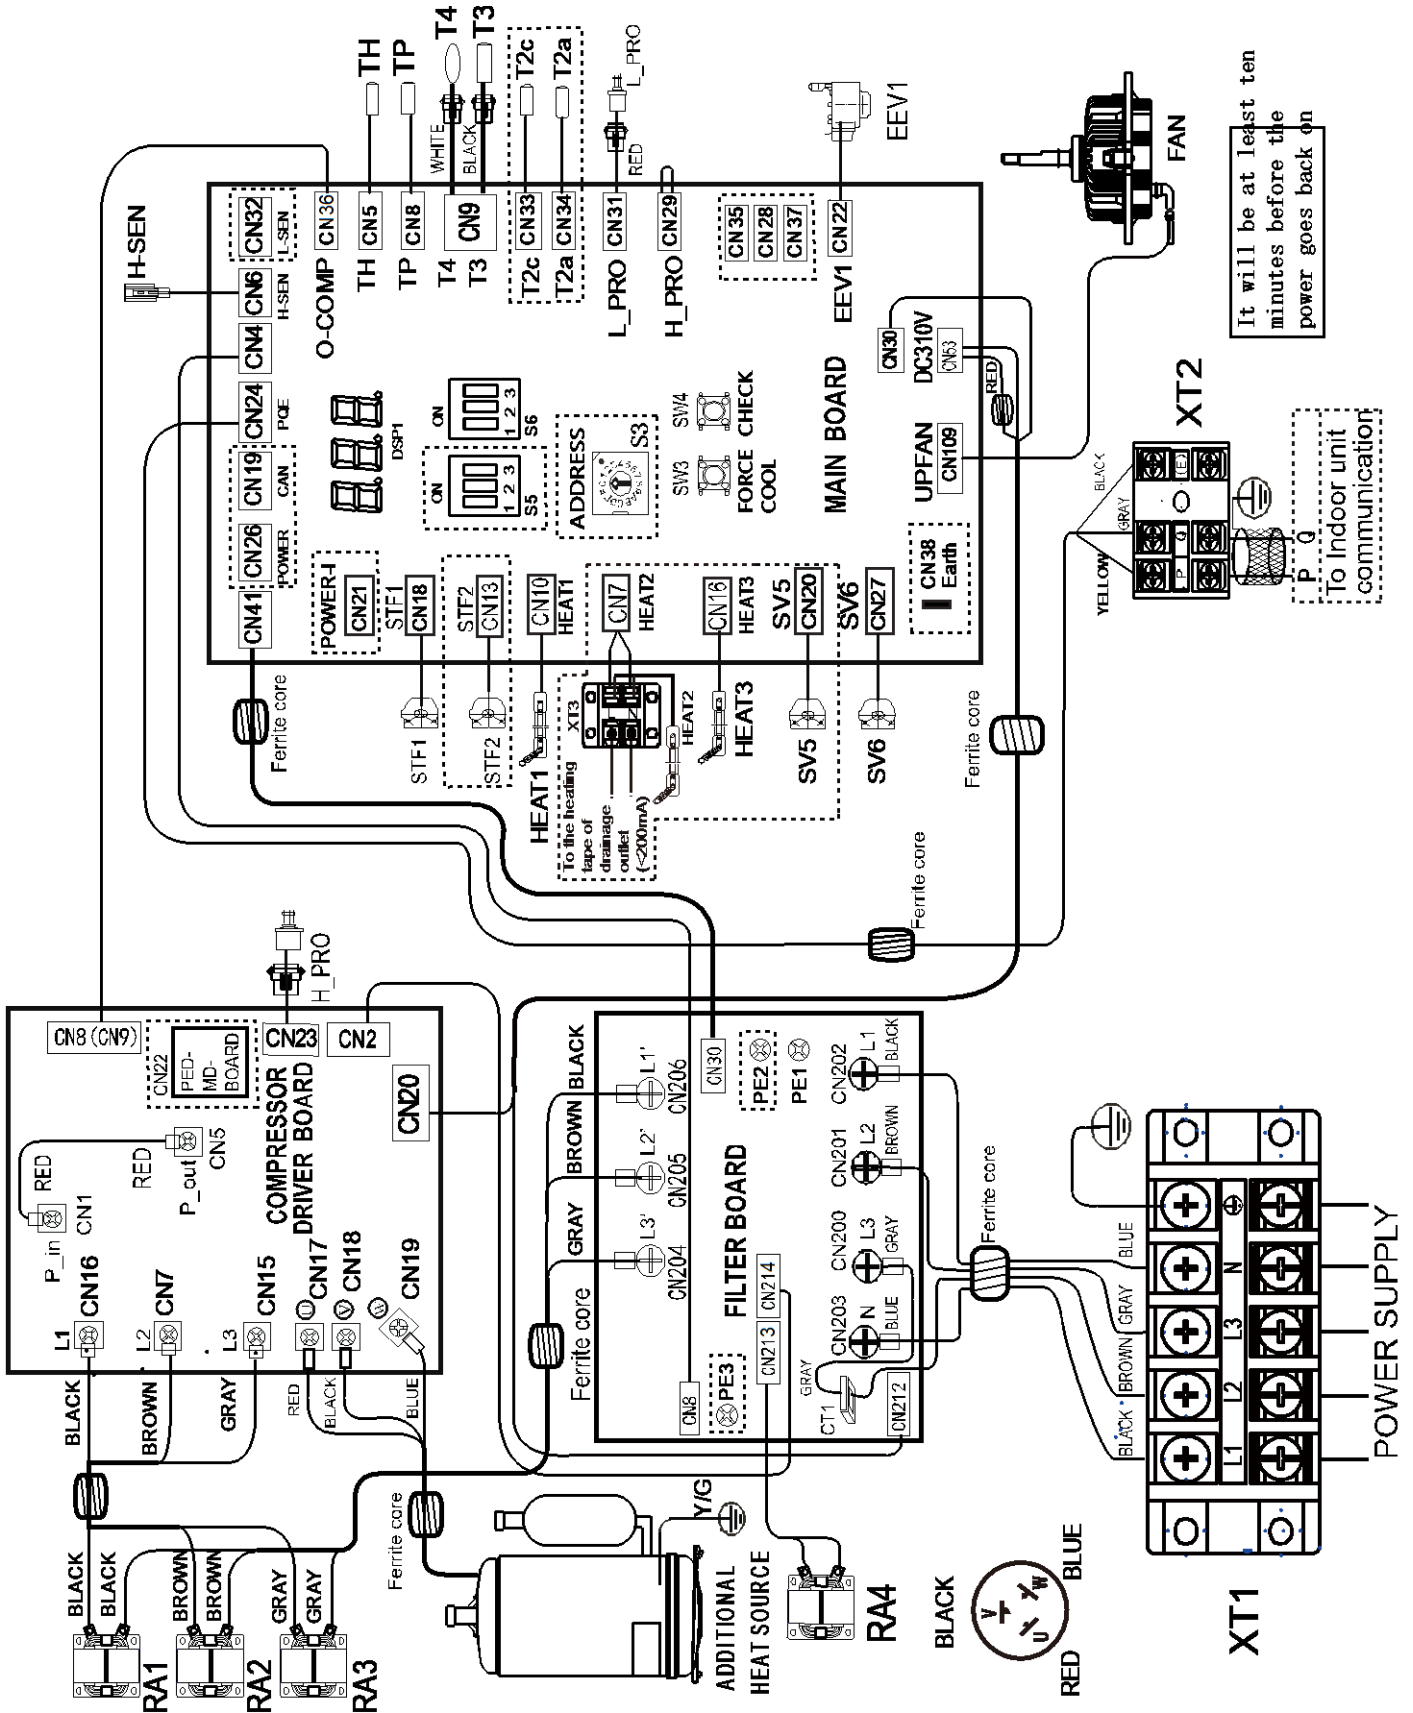 H-SEN
CN32
L-SEN
CN6
H-SEN
CN4
CN24
PQE
CN19
CAN
CN26
POWER
CN41
Ferrite core
O-COMP
CN36
TH
CN5
TH
TP
CN8
TP
T4
T3
CN9
WHITE
BLACK
T4
T3
T2c
CN33
T2c
T2a
CN34
T2a
L_PRO
CN31
RED
L_PRO
H_PRO
CN29
CN35
CN28
CN37
EEV1
CN22
EEV1
DSP1
ON
1 2 3
S6
ON
1 2 3
S5
ADDRESS
S3
SW4
CHECK
SW3
FORCE
COOL
MAIN BOARD
CN30
DC310V
CN53
RED
UPFAN
CN109
CN38
Earth
FAN
POWER-I
CN21
STF1
CN18
STF1
STF2
CN13
STF2
CN10
HEAT1
HEAT1
CN7
HEAT2
XT3
HEAT2
To the heating
tape of
drainage
outlet
(<200mA)
CN16
HEAT3
HEAT3
SV5
CN20
SV5
SV6
CN27
SV6
Ferrite core
Ferrite core
It will be at least ten
minutes before the
power goes back on
XT2
BLACK
GRAY
YELLOW
P
Q
(E)
P
Q
To Indoor unit
communication
CN8 (CN9)
CN22
PED-
MD-
BOARD
CN23
H_PRO
CN2
CN20
COMPRESSOR
DRIVER BOARD
RED
RED
P_out
CN5
P_in
CN1
CN16
L1
CN7
L2
CN15
L3
CN17
U
CN18
V
CN19
W
BLACK
BROWN
GRAY
RED
BLACK
BLUE
BLACK
BROWN
GRAY
Ferrite core
L1'
CN206
L2'
CN205
L3'
CN204
CN30
PE2
PE1
FILTER BOARD
CN202
L1
BLACK
CN201
L2
BROWN
CN200
L3
GRAY
CN203
N
BLUE
CN214
CN213
CN8
PE3
GRAY
CT1
CN212
Ferrite core
Ferrite core
BLACK
BLACK
BROWN
BROWN
GRAY
GRAY
RA1
RA2
RA3
Y/G
ADDITIONAL
HEAT SOURCE
RA4
BLACK
RED
BLUE
V
U
W
BLUE
GRAY
BROWN
BLACK
N
L3
L2
L1
XT1
POWER SUPPLY